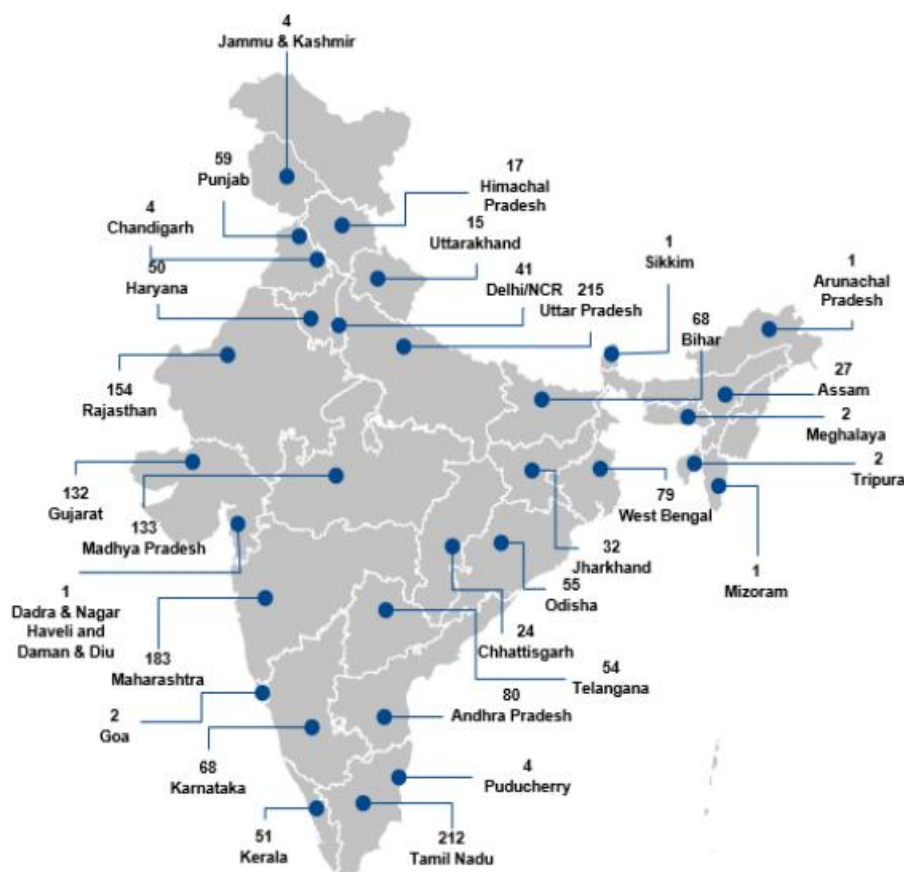 4
Jammu & Kashmir
59
Punjab
17
Himachal
Pradesh
4
Chandigarh
15
Uttarakhand
1
Sikkim
50
Haryana
41
Delhi/NCR
215
Uttar Pradesh
1
Arunachal
Pradesh
68
Bihar
154
Rajasthan
27
Assam
2
Meghalaya
2
Tripura
132
Gujarat
79
West Bengal
133
Madhya Pradesh
32
Jharkhand
1
Mizoram
55
Odisha
1
Dadra & Nagar
Haveli and
Daman & Diu
24
Chhattisgarh
183
Maharashtra
54
Telangana
80
Andhra Pradesh
2
Goa
68
Karnataka
4
Puducherry
51
Kerala
212
Tamil Nadu